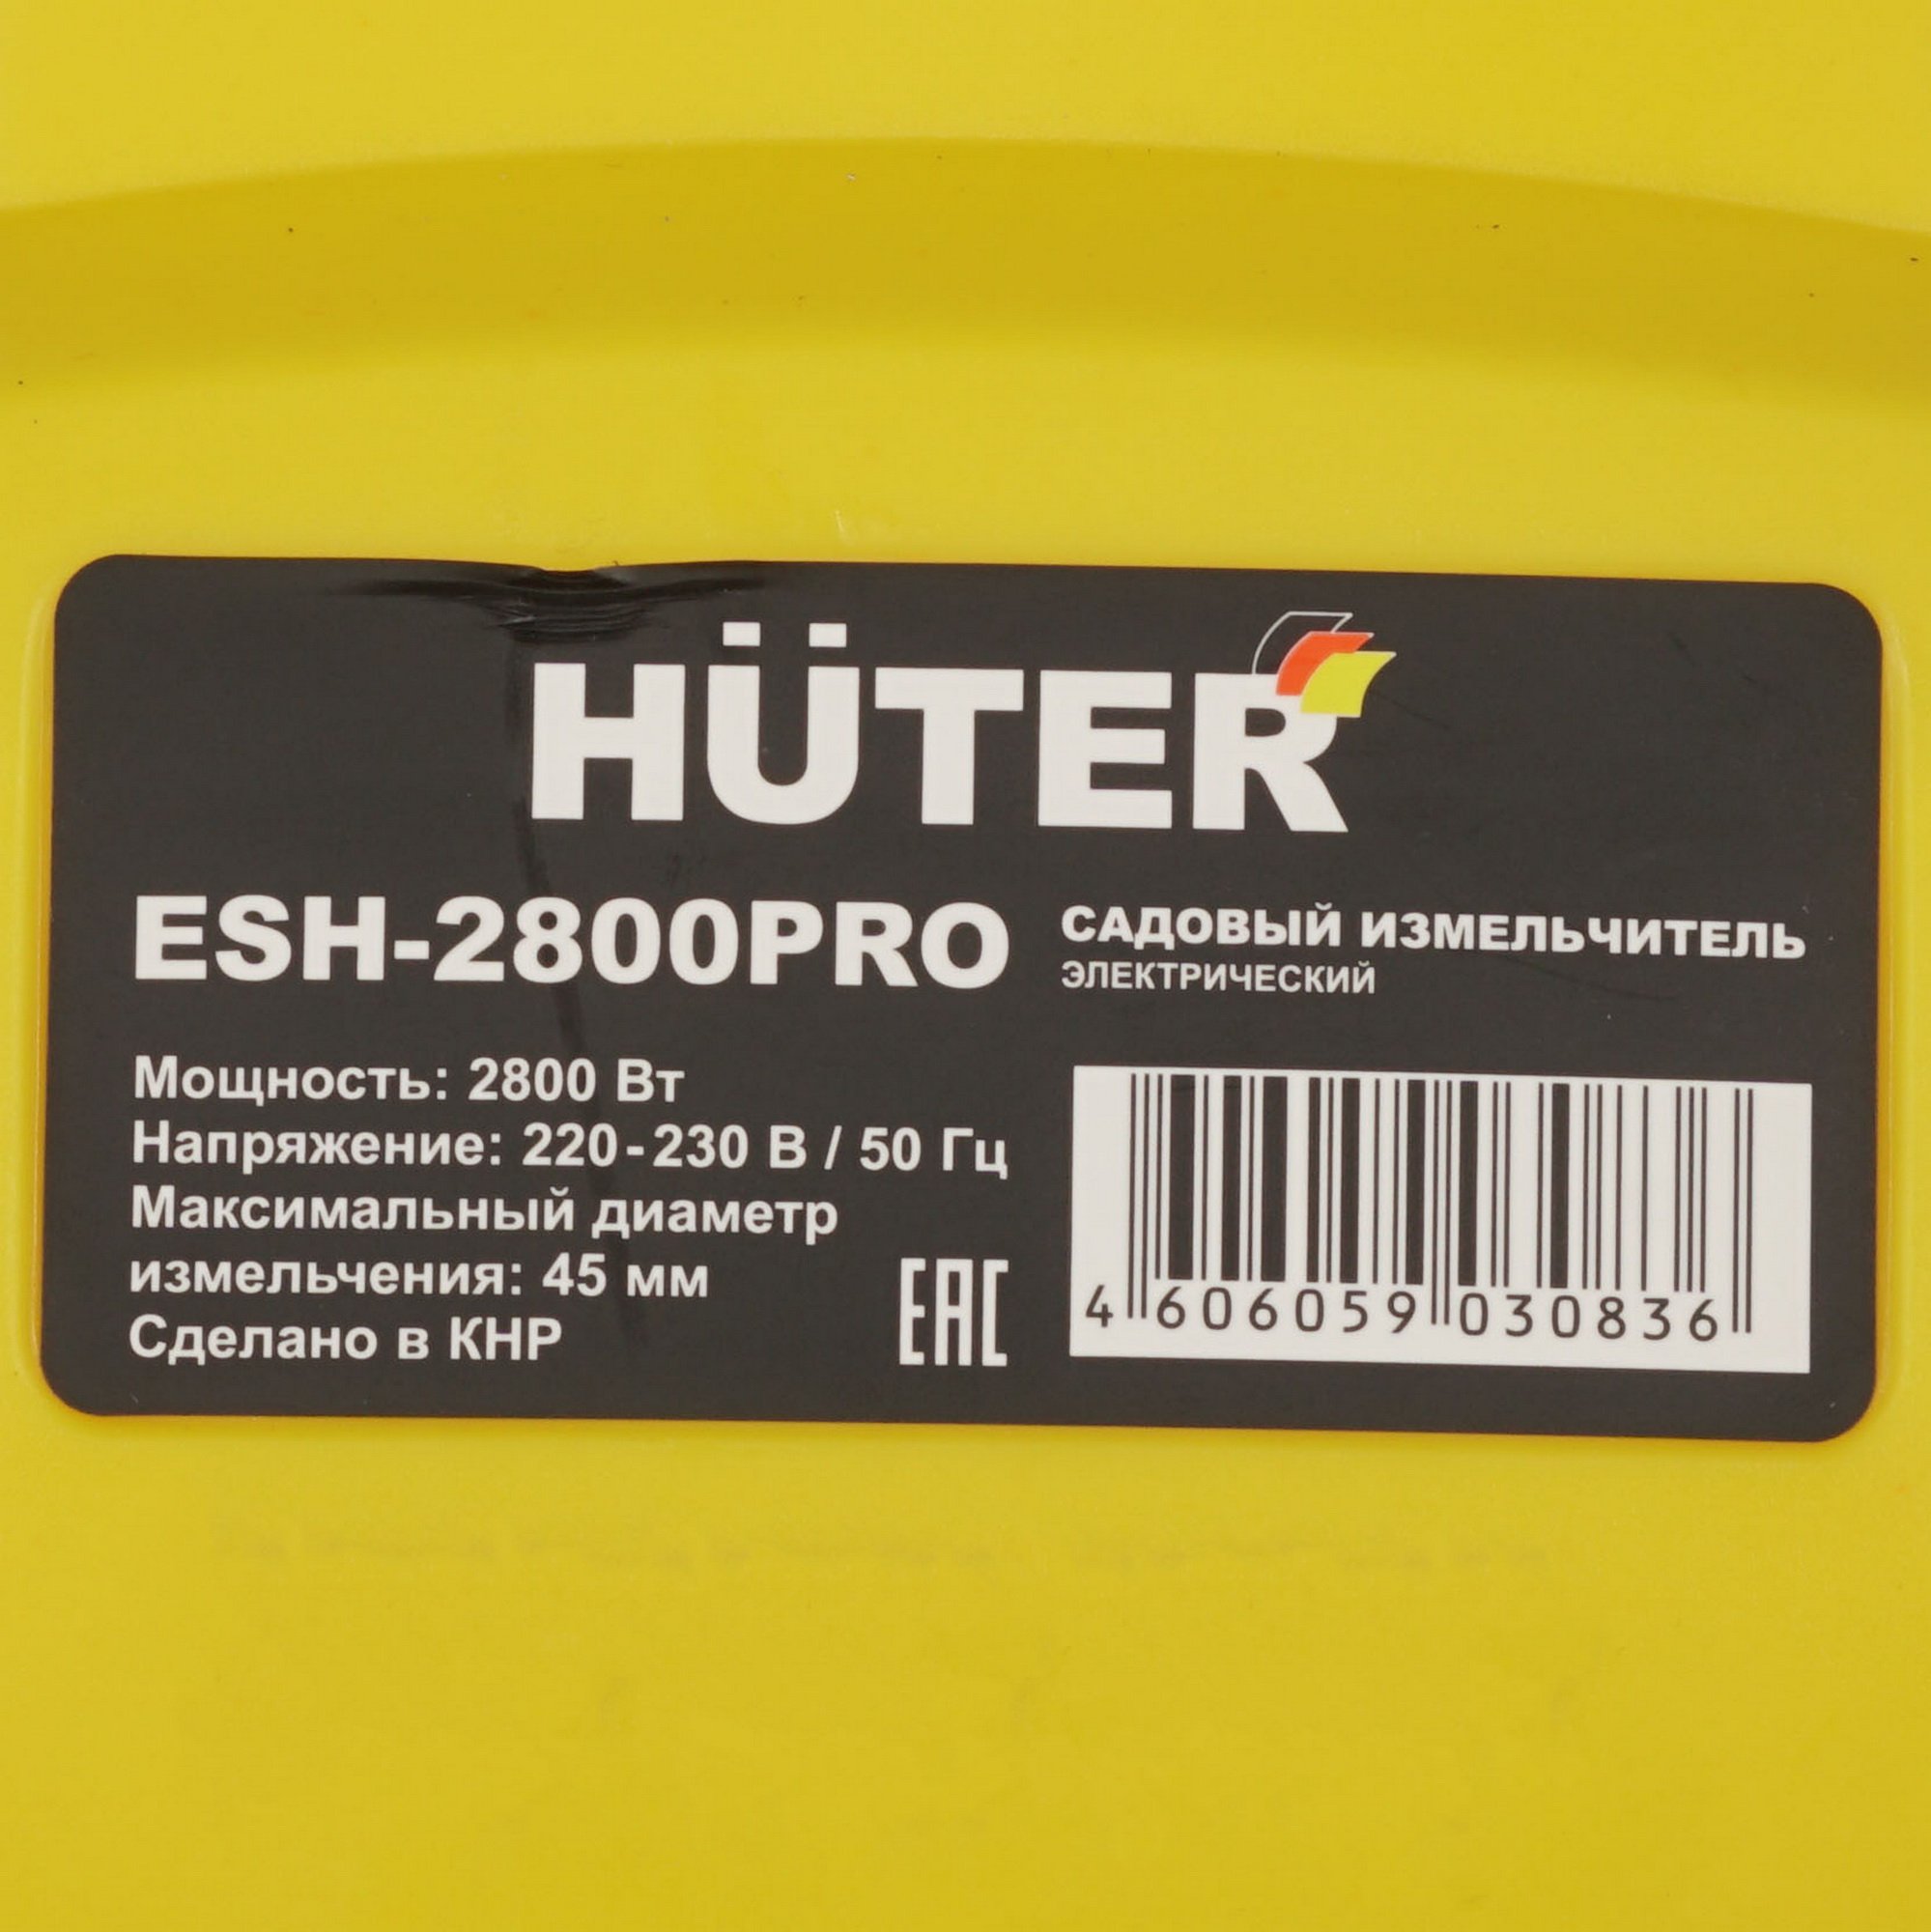 HÜTER
ESH-2800PRO
САДОВЫЙ ИЗМЕЛЬЧИТЕЛЬ
ЭЛЕКТРИЧЕСКИЙ
Мощность: 2800 Вт
Напряжение: 220-230 В / 50 Гц
Максимальный диаметр
измельчения: 45 мм
Сделано в КНР
EAC
4 606059 030836